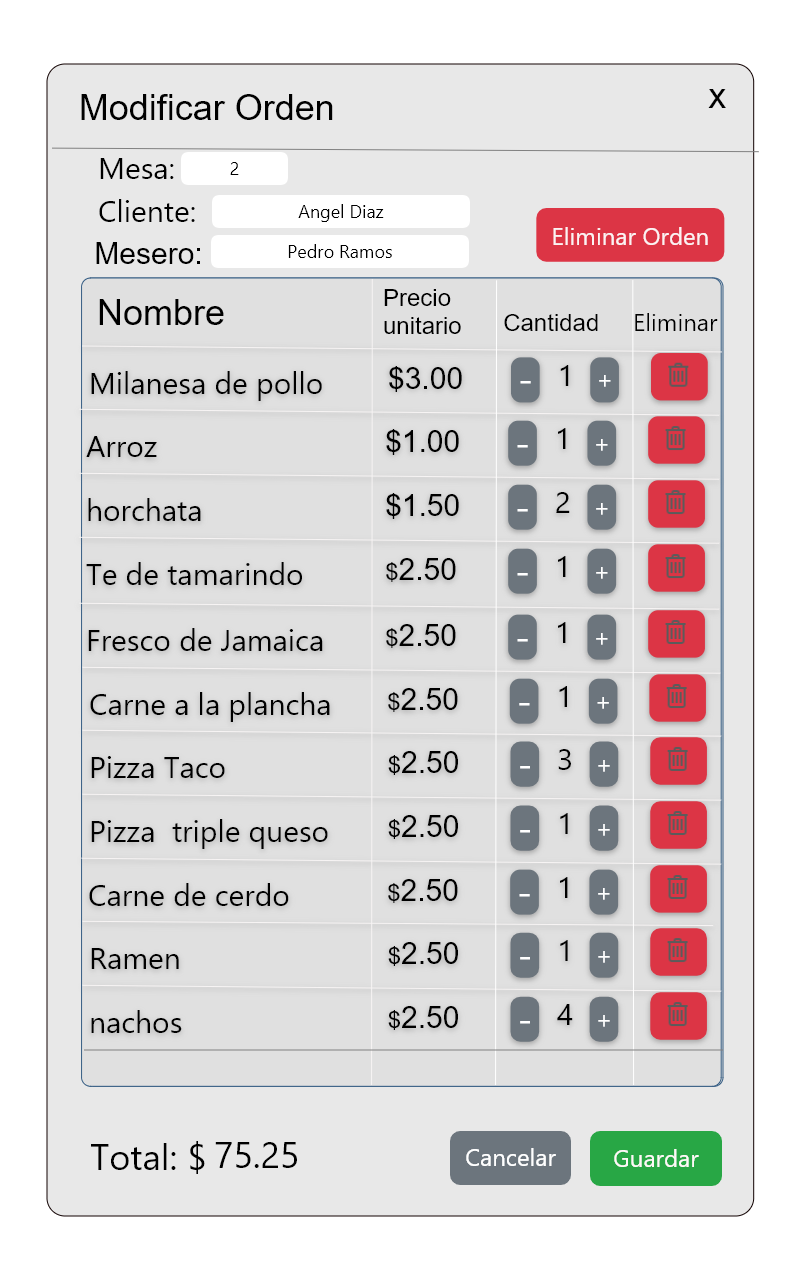 Modificar Orden X
Mesa: 2
Cliente: Angel Diaz
Eliminar Orden
Mesero: Pedro Ramos
Nombre Precio unitario Cantidad Eliminar
Milanesa de pollo $3.00 - 1 +
Arroz $1.00 - 1 +
horchata $1.50 - 2 +
Te de tamarindo $2.50 - 1 +
Fresco de Jamaica $2.50 - 1 +
Carne a la plancha $2.50 - 1 +
Pizza Taco $2.50 - 3 +
Pizza triple queso $2.50 - 1 +
Carne de cerdo $2.50 - 1 +
Ramen $2.50 - 1 +
nachos $2.50 - 4 +
Total: $ 75.25 Cancelar Guardar